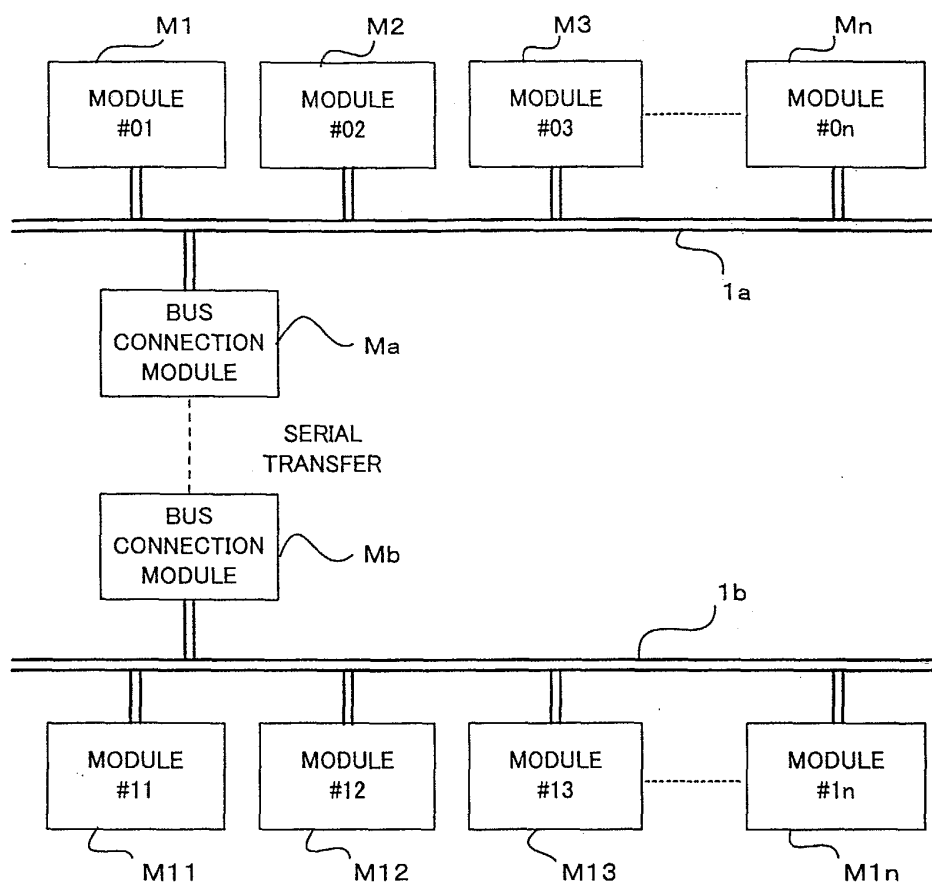 M1
M2
M3
Mn
MODULE
#01
MODULE
#02
MODULE
#03
MODULE
#0n
1a
BUS
CONNECTION
MODULE
Ma
SERIAL
TRANSFER
BUS
CONNECTION
MODULE
Mb
1b
MODULE
#11
MODULE
#12
MODULE
#13
MODULE
#1n
M11
M12
M13
M1n